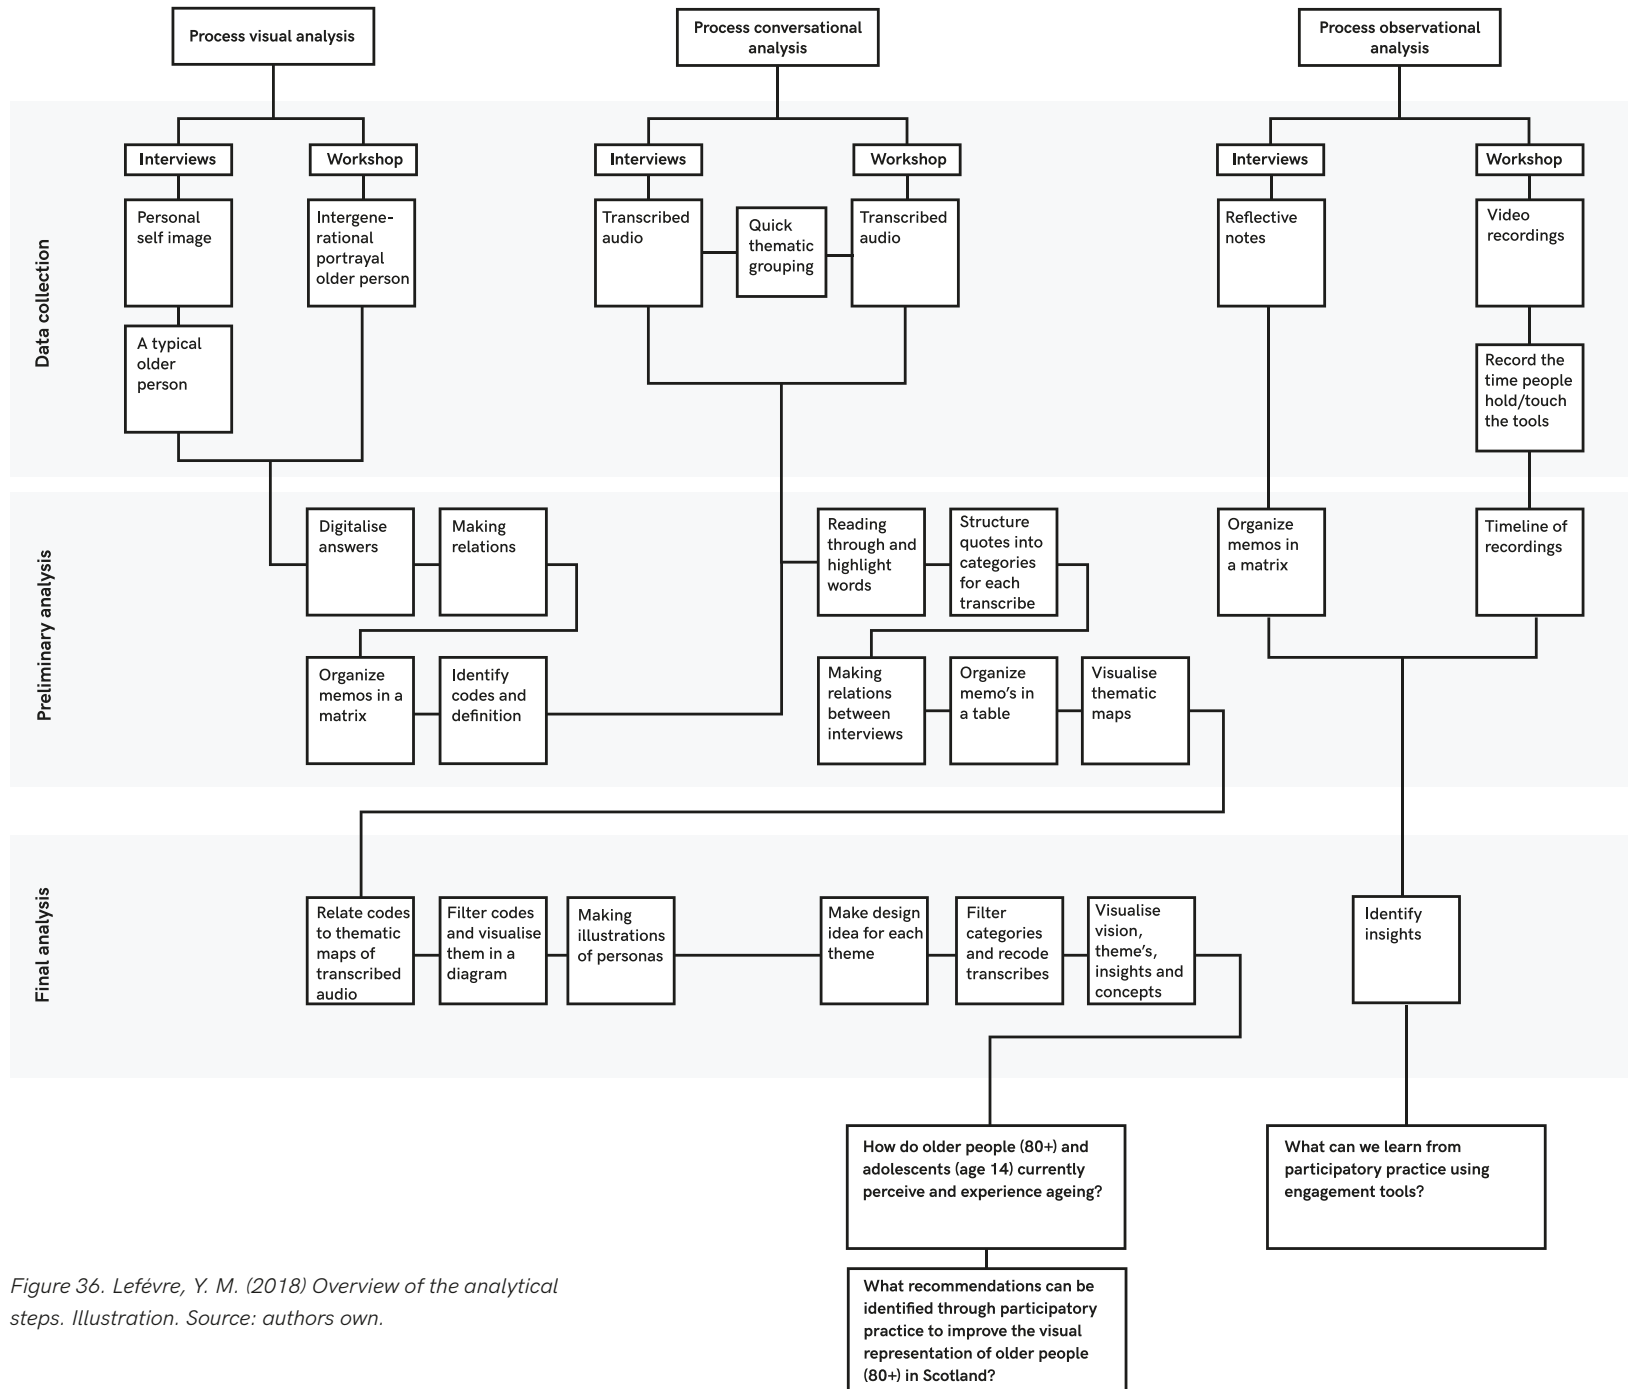 Process visual analysis
Process conversational
analysis
Process observational
analysis
Data collection
Interviews
Workshop
Personal
self image
Intergene-
rational
portrayal
older person
A typical
older
person
Interviews
Workshop
Transcribed
audio
Quick
thematic
grouping
Transcribed
audio
Interviews
Workshop
Reflective
notes
Video
recordings
Record the
time people
hold/touch
the tools
Preliminary analysis
Digitalise
answers
Making
relations
Organize
memos in a
matrix
Identify
codes and
definition
Reading
through and
highlight
words
Structure
quotes into
categories
for each
transcribe
Making
relations
between
interviews
Organize
memo's in
a table
Visualise
thematic
maps
Organize
memos in
a matrix
Timeline of
recordings
Final analysis
Relate codes
to thematic
maps of
transcribed
audio
Filter codes
and visualise
them in a
diagram
Making
illustrations
of personas
Make design
idea for each
theme
Filter
categories
and recode
transcribes
Visualise
vision,
theme's,
insights and
concepts
Identify
insights
How do older people (80+) and
adolescents (age 14) currently
perceive and experience ageing?
What can we learn from
participatory practice using
engagement tools?
What recommendations can be
identified through participatory
practice to improve the visual
representation of older people
(80+) in Scotland?
Figure 36. Lefévre, Y. M. (2018) Overview of the analytical
steps. Illustration. Source: authors own.